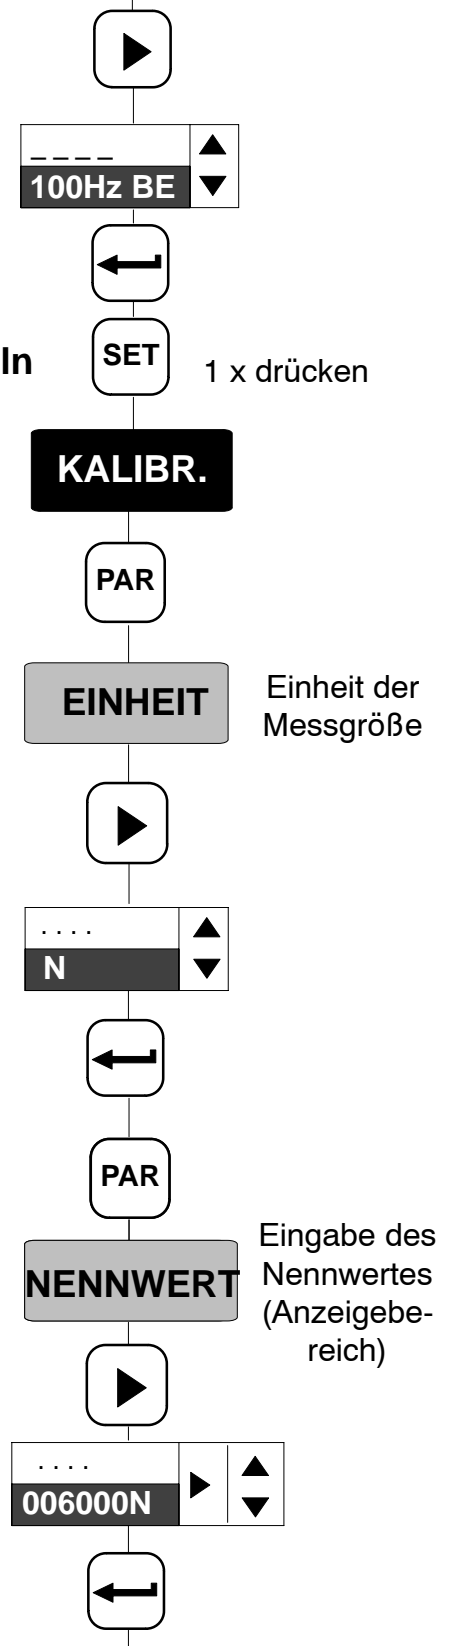 _ _ _ _
100Hz BE
ln
SET
1 x drücken
KALIBR.
PAR
EINHEIT
Einheit der
Messgröße
. . . .
N
PAR
NENNWERT
Eingabe des
Nennwertes
(Anzeigebe-
reich)
. . . .
006000N